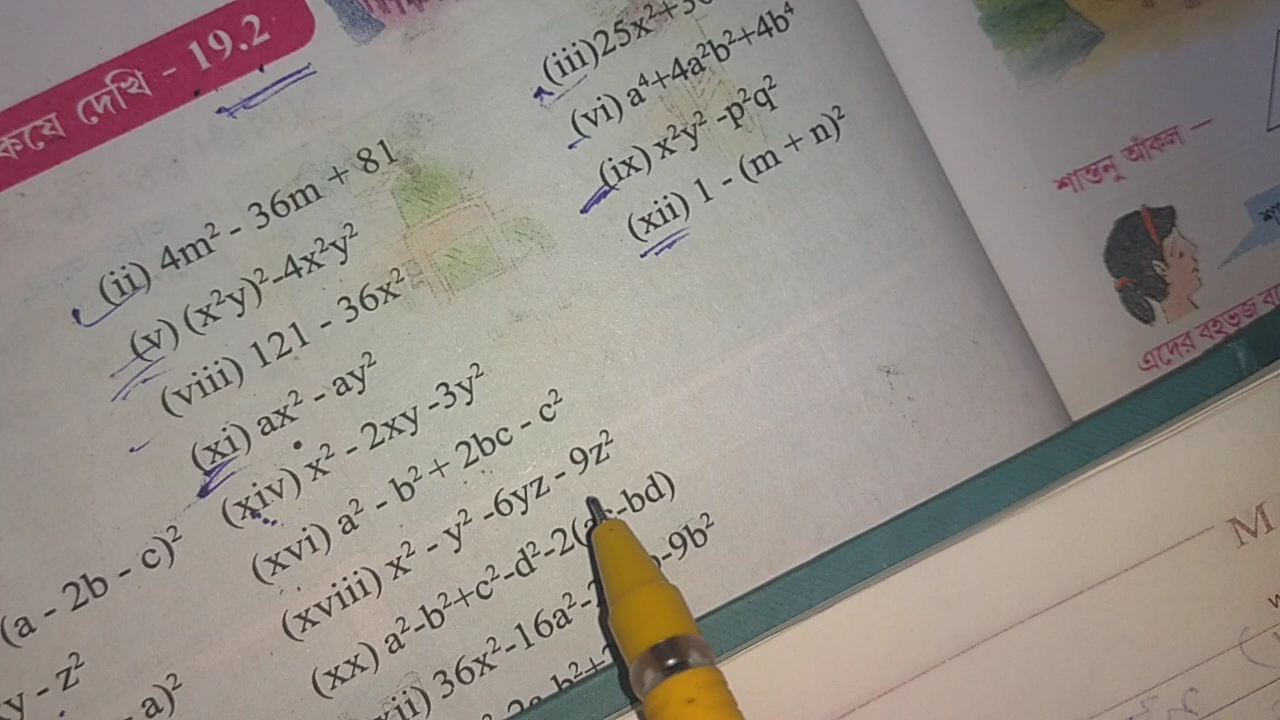 কষে দেখি - 19.2
(ii) 4m² - 36m + 81
(iii) 25x²+
(v) (x²y)²-4x²y²
(vi) a⁴+4a²b²+4b⁴
(viii) 121 - 36x²
(ix) x²y² -p²q²
(xi) ax² - ay²
(xii) 1 - (m + n)²
(a - 2b - c)²
(xiv) x² - 2xy -3y²
(xvi) a² - b² + 2bc - c²
y - z²
(xviii) x² - y² -6yz - 9z²
- a)²
(xx) a²-b²+c²-d²-2(ac-bd)
36x²-16a²- -9b²
শান্তনু আঁকল —
এদের বহুভুজ
M